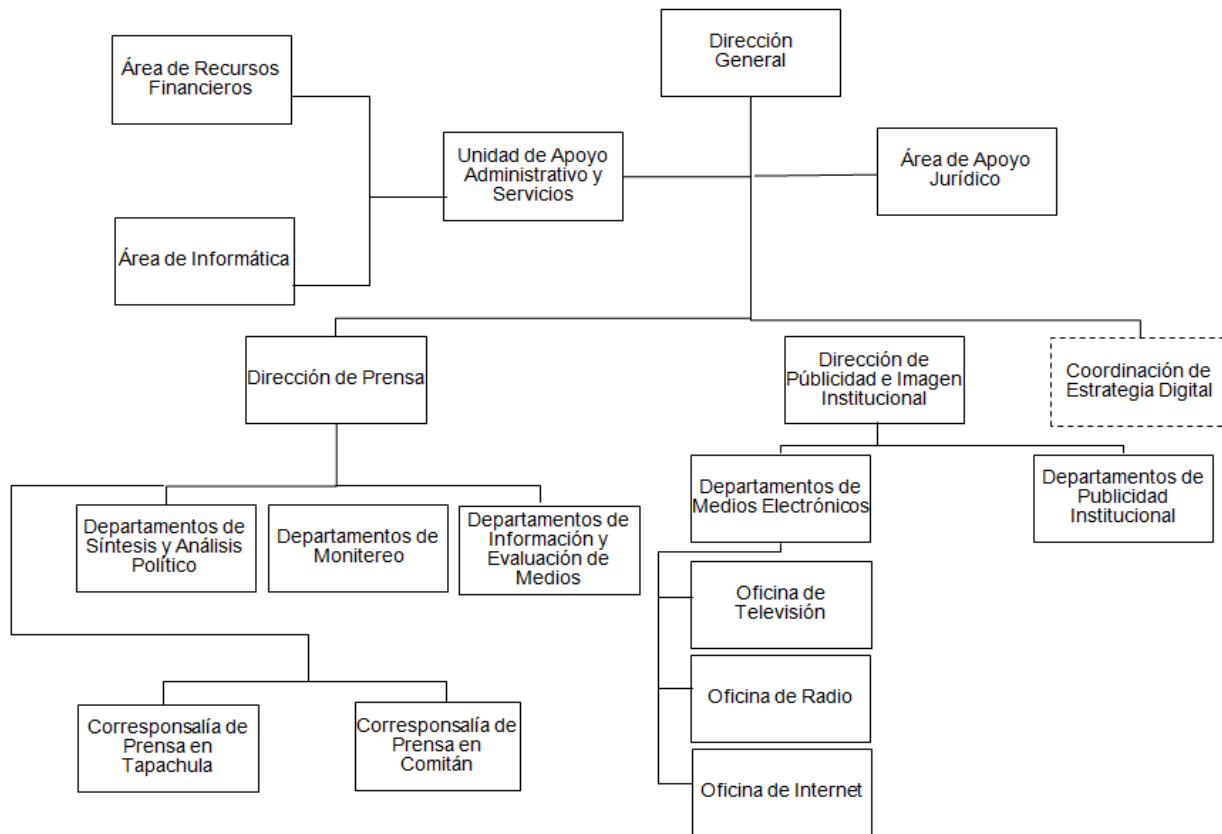 Dirección
General
Área de Recursos
Financieros
Unidad de Apoyo
Administrativo y
Servicios
Área de Apoyo
Jurídico
Área de Informática
Dirección de Prensa
Dirección de
Públicidad e Imagen
Institucional
Coordinación de
Estrategia Digital
Departamentos de
Síntesis y Análisis
Político
Departamentos de
Monitereo
Departamentos de
Información y
Evaluación de
Medios
Departamentos de
Medios Electrónicos
Departamentos de
Publicidad
Institucional
Oficina de
Televisión
Oficina de Radio
Oficina de Internet
Corresponsalía de
Prensa en
Tapachula
Corresponsalía de
Prensa en
Comitán